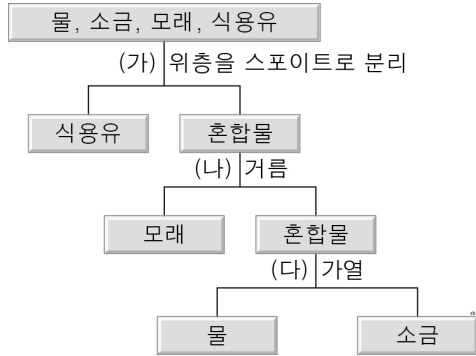 물, 소금, 모래, 식용유
(가) 위층을 스포이트로 분리
식용유 혼합물
(나) 거름
모래 혼합물
(다) 가열
물 소금